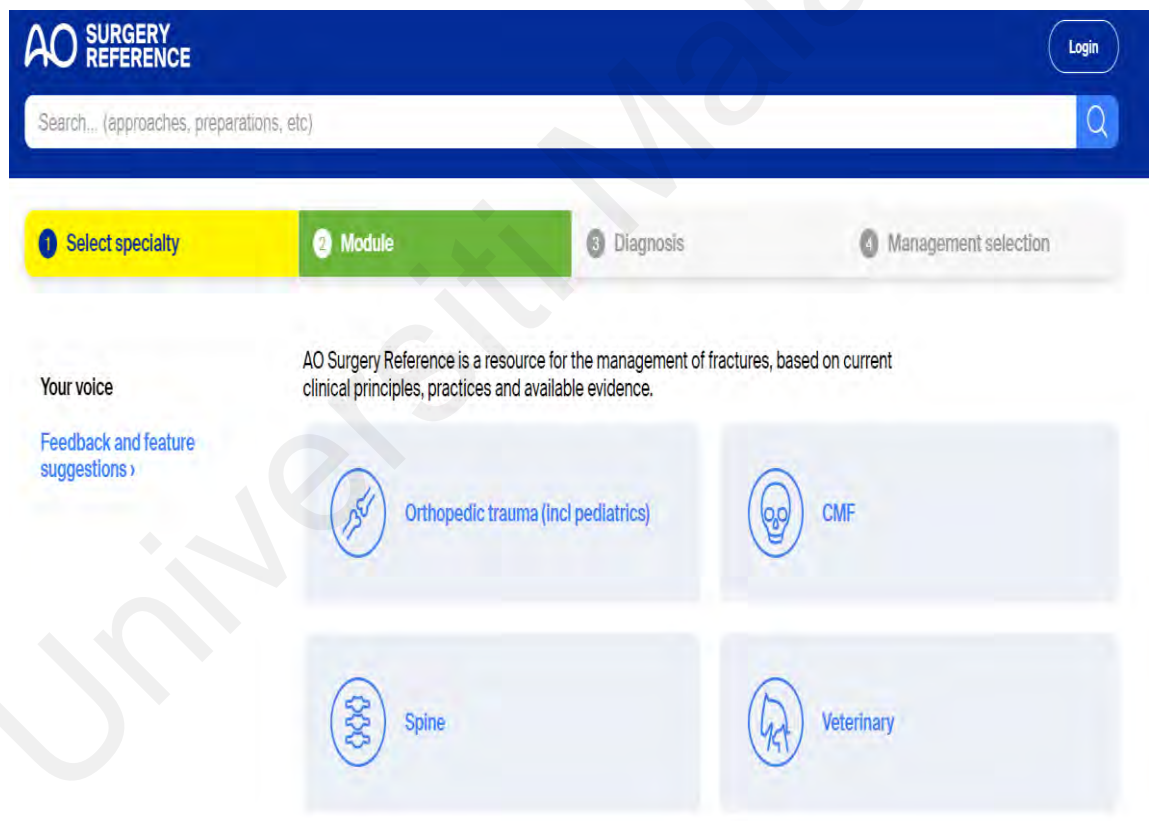 AO SURGERY
REFERENCE
Login
Search... (approaches, preparations, etc)
1 Select specialty
2 Module
3 Diagnosis
4 Management selection
Your voice
Feedback and feature
suggestions ›
AO Surgery Reference is a resource for the management of fractures, based on current
clinical principles, practices and available evidence.
Orthopedic trauma (incl pediatrics)
CMF
Spine
Veterinary
Universiti Mala